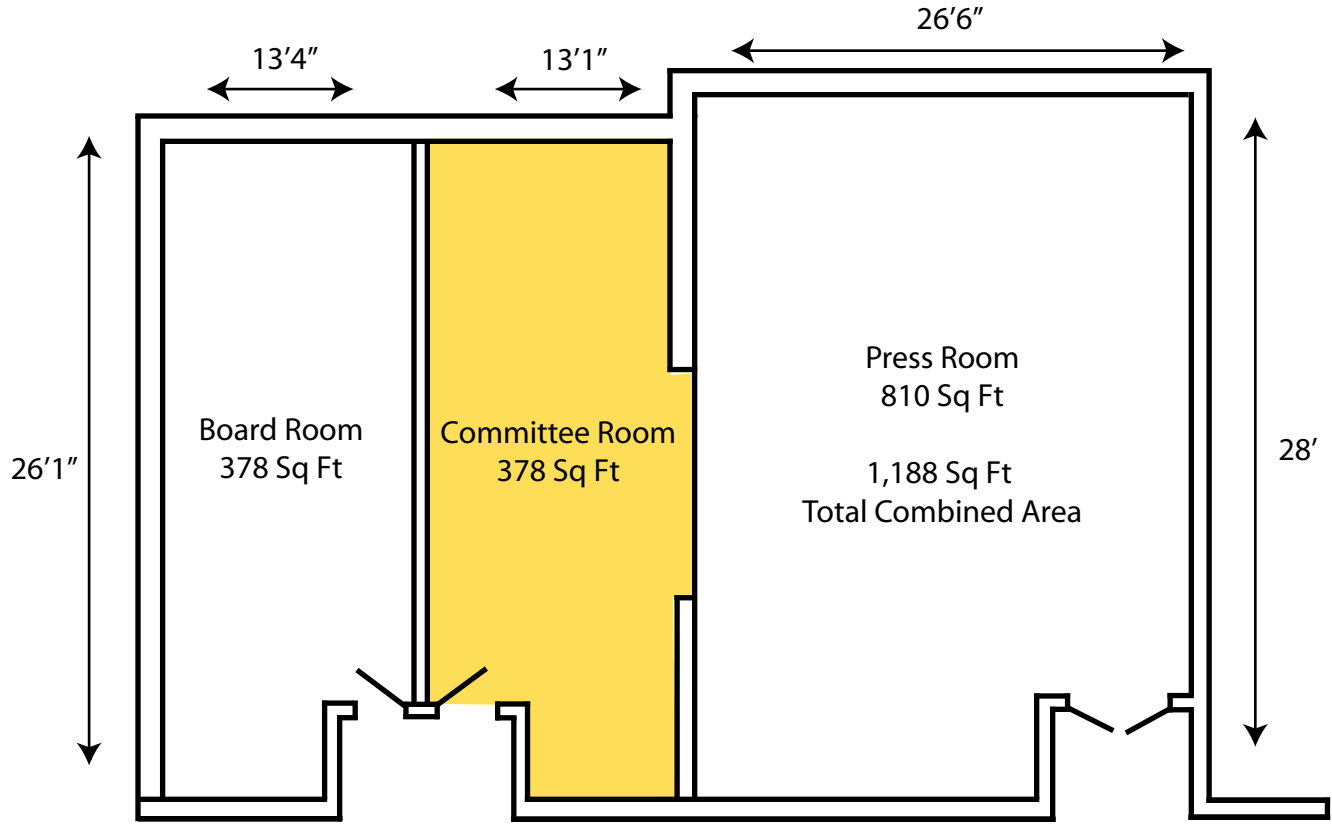 26’6”
13’4”
13’1”
Press Room
810 Sq Ft
1,188 Sq Ft
Total Combined Area
Board Room
378 Sq Ft
Committee Room
378 Sq Ft
26’1”
28’